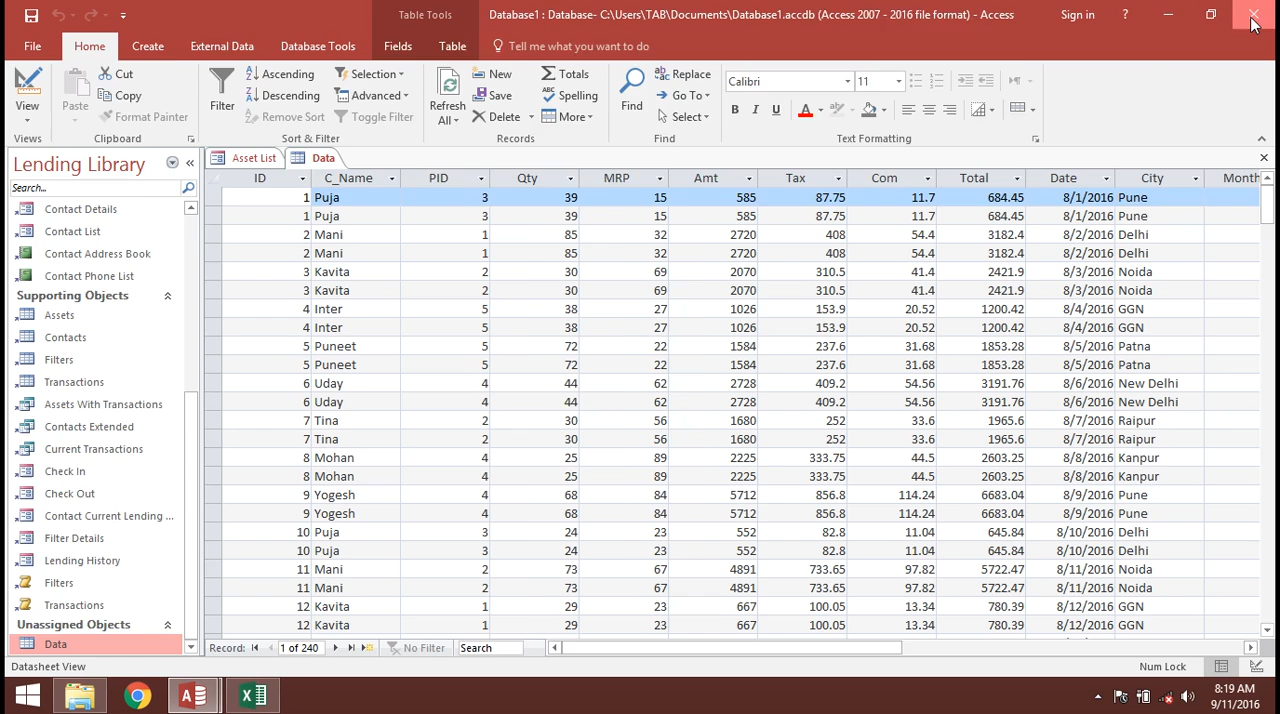 Table Tools
Database1 : Database- C:\Users\TAB\Documents\Database1.accdb (Access 2007 - 2016 file format) - Access
Sign in ?
File Home Create External Data Database Tools Fields Table Tell me what you want to do
View
Views
Paste
Cut
Copy
Format Painter
Clipboard
Filter
Ascending
Descending
Remove Sort
Selection
Advanced
Toggle Filter
Sort & Filter
Refresh
All
New
Save
Delete
Totals
Spelling
More
Records
Find
Replace
Go To
Select
Find
Calibri 11
B I U A
Text Formatting
Lending Library
Search...
Contact Details
Contact List
Contact Address Book
Contact Phone List
Supporting Objects
Assets
Contacts
Filters
Transactions
Assets With Transactions
Contacts Extended
Current Transactions
Check In
Check Out
Contact Current Lending ...
Filter Details
Lending History
Filters
Transactions
Unassigned Objects
Data
Asset List Data
ID C_Name PID Qty MRP Amt Tax Com Total Date City Month
1 Puja 3 39 15 585 87.75 11.7 684.45 8/1/2016 Pune
1 Puja 3 39 15 585 87.75 11.7 684.45 8/1/2016 Pune
2 Mani 1 85 32 2720 408 54.4 3182.4 8/2/2016 Delhi
2 Mani 1 85 32 2720 408 54.4 3182.4 8/2/2016 Delhi
3 Kavita 2 30 69 2070 310.5 41.4 2421.9 8/3/2016 Noida
3 Kavita 2 30 69 2070 310.5 41.4 2421.9 8/3/2016 Noida
4 Inter 5 38 27 1026 153.9 20.52 1200.42 8/4/2016 GGN
4 Inter 5 38 27 1026 153.9 20.52 1200.42 8/4/2016 GGN
5 Puneet 5 72 22 1584 237.6 31.68 1853.28 8/5/2016 Patna
5 Puneet 5 72 22 1584 237.6 31.68 1853.28 8/5/2016 Patna
6 Uday 4 44 62 2728 409.2 54.56 3191.76 8/6/2016 New Delhi
6 Uday 4 44 62 2728 409.2 54.56 3191.76 8/6/2016 New Delhi
7 Tina 2 30 56 1680 252 33.6 1965.6 8/7/2016 Raipur
7 Tina 2 30 56 1680 252 33.6 1965.6 8/7/2016 Raipur
8 Mohan 4 25 89 2225 333.75 44.5 2603.25 8/8/2016 Kanpur
8 Mohan 4 25 89 2225 333.75 44.5 2603.25 8/8/2016 Kanpur
9 Yogesh 4 68 84 5712 856.8 114.24 6683.04 8/9/2016 Pune
9 Yogesh 4 68 84 5712 856.8 114.24 6683.04 8/9/2016 Pune
10 Puja 3 24 23 552 82.8 11.04 645.84 8/10/2016 Delhi
10 Puja 3 24 23 552 82.8 11.04 645.84 8/10/2016 Delhi
11 Mani 2 73 67 4891 733.65 97.82 5722.47 8/11/2016 Noida
11 Mani 2 73 67 4891 733.65 97.82 5722.47 8/11/2016 Noida
12 Kavita 1 29 23 667 100.05 13.34 780.39 8/12/2016 GGN
12 Kavita 1 29 23 667 100.05 13.34 780.39 8/12/2016 GGN
Record: 1 of 240 No Filter Search
Datasheet View Num Lock
8:19 AM
9/11/2016